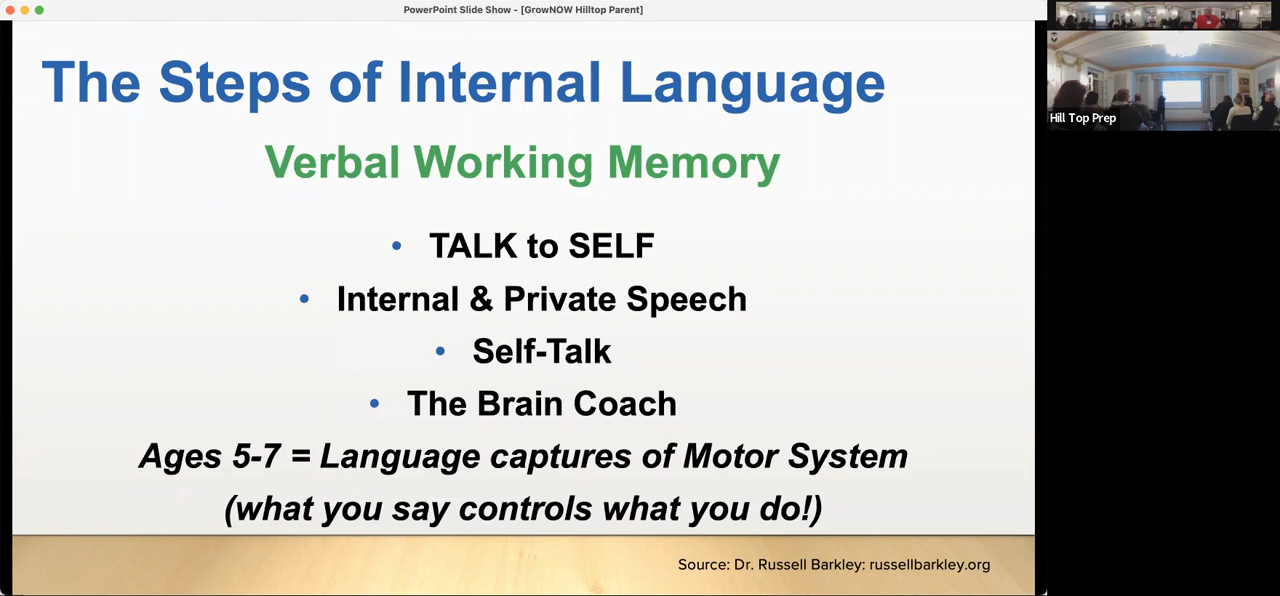 PowerPoint Slide Show - [GrowNOW Hilltop Parent]
The Steps of Internal Language
Verbal Working Memory
• TALK to SELF
• Internal & Private Speech
• Self-Talk
• The Brain Coach
Ages 5-7 = Language captures of Motor System
(what you say controls what you do!)
Source: Dr. Russell Barkley: russellbarkley.org
Hill Top Prep